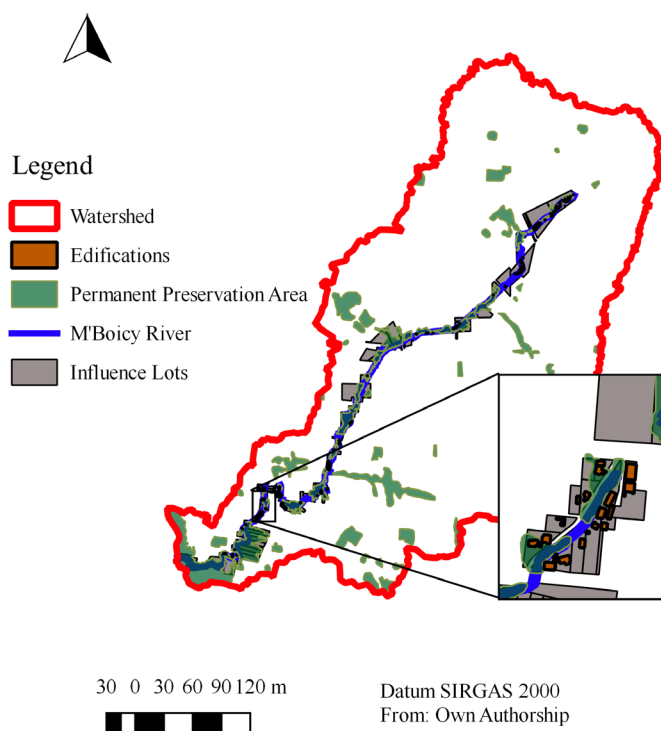 Legend
Watershed
Edifications
Permanent Preservation Area
M'Boicy River
Influence Lots
30 0 30 60 90 120 m
Datum SIRGAS 2000
From: Own Authorship